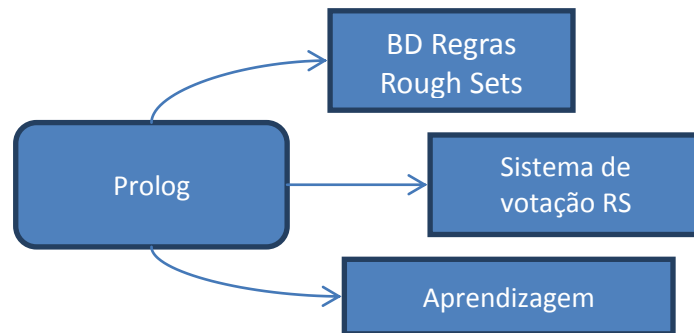 BD Regras
Rough Sets
Prolog
Sistema de
votação RS
Aprendizagem